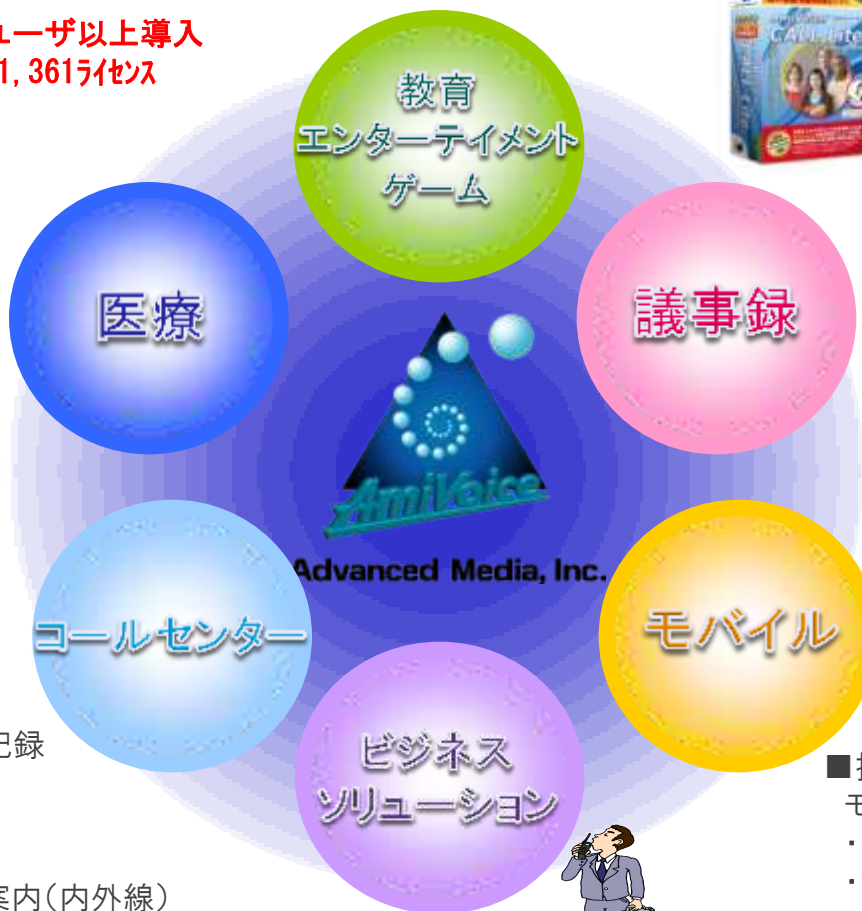 ユーザ以上導入
1,361ライセンス
CALL Lite
教育
エンターテイメント
ゲーム
医療
議事録
AmiVoice
Advanced Media, Inc.
コールセンター
モバイル
ビジネス
ソリューション
記録
案内(内外線)
■
モ
・
・